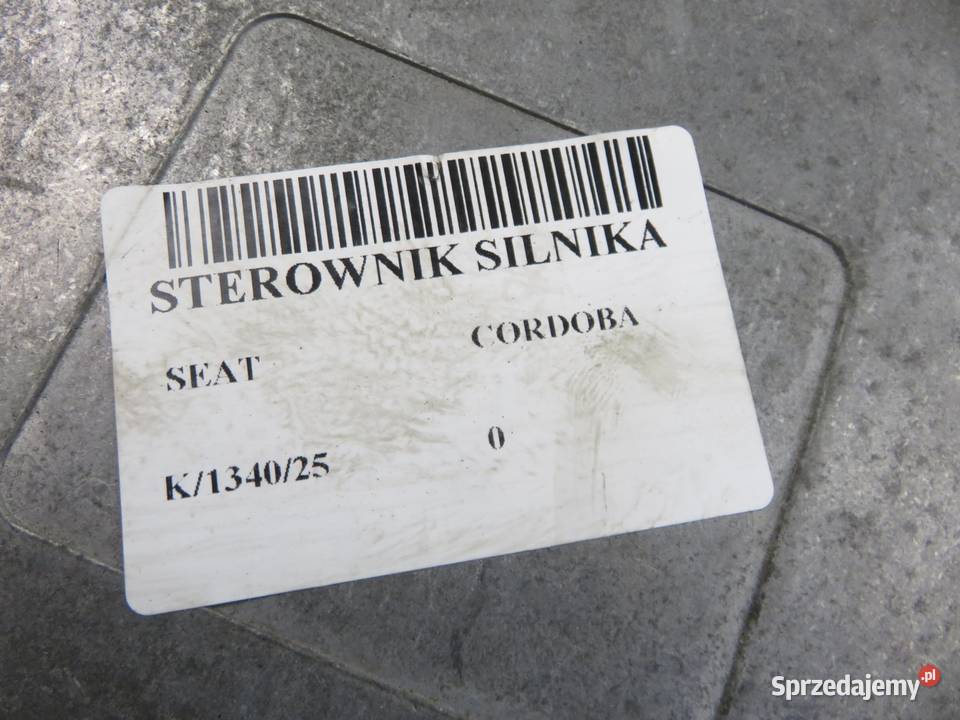 STEROWNIK SILNIKA
SEAT CORDOBA
K/1340/25 0
Sprzedajemy.pl